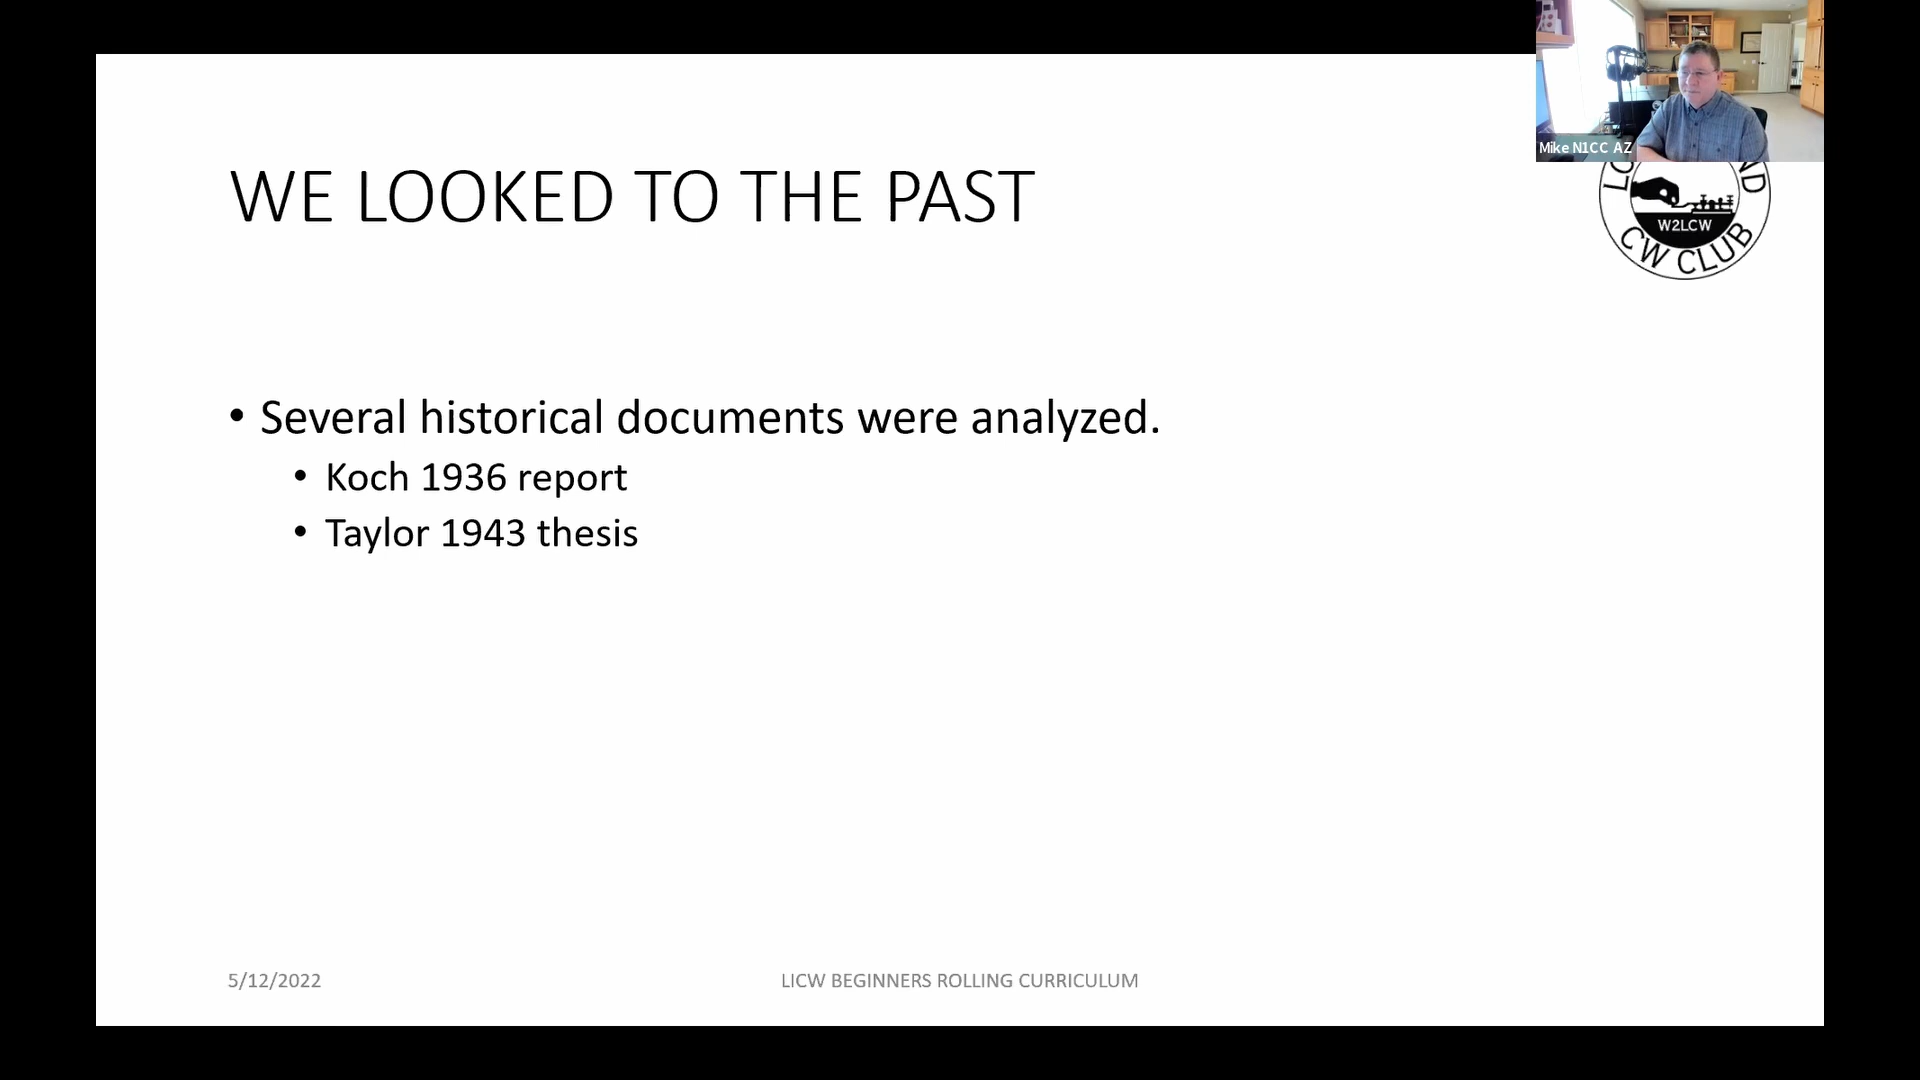 Mike N1CC AZ
WE LOOKED TO THE PAST
W2LCW
CW CLUB
• Several historical documents were analyzed.
• Koch 1936 report
• Taylor 1943 thesis
5/12/2022
LICW BEGINNERS ROLLING CURRICULUM